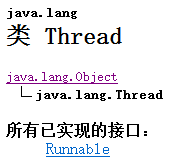 java.lang
类 Thread
java.lang.Object
java.lang.Thread
所有已实现的接口：
Runnable